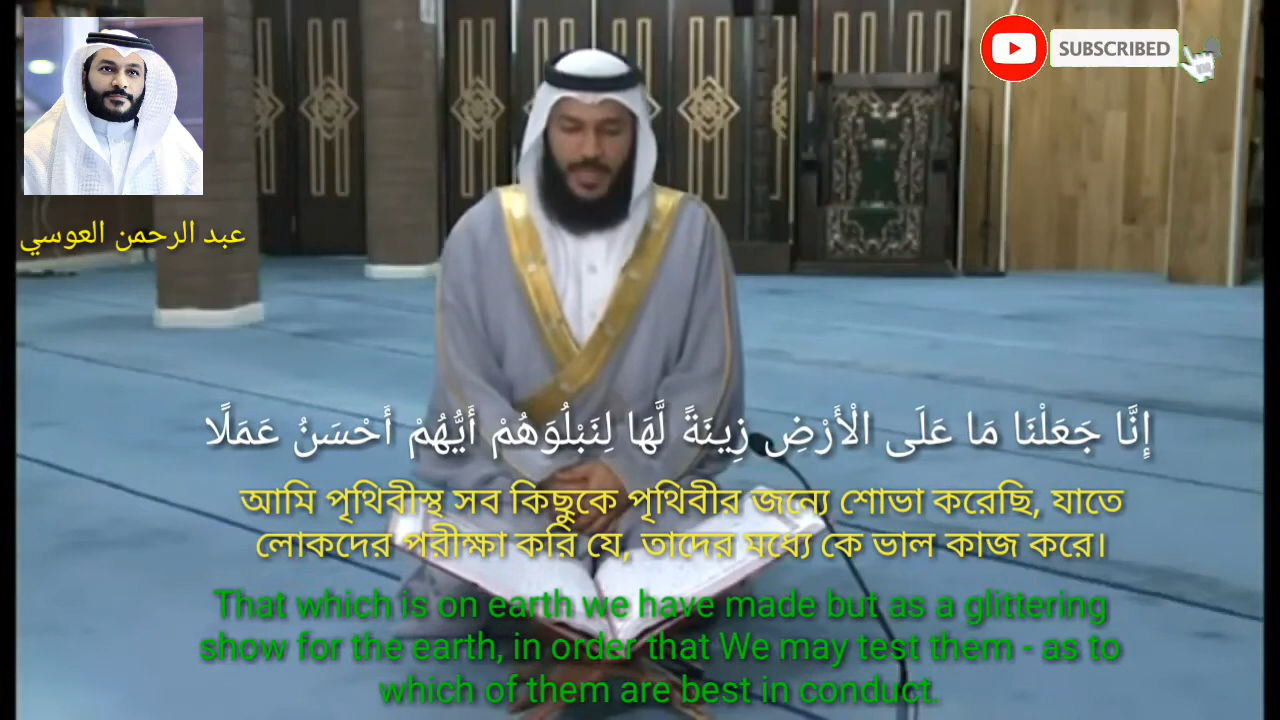 SUBSCRIBED
عبد الرحمن العوسي
إِنَّا جَعَلْنَا مَا عَلَى الْأَرْضِ زِينَةً لَّهَا لِنَبْلُوَهُمْ أَيُّهُمْ أَحْسَنُ عَمَلًا
আমি পৃথিবীস্থ সব কিছুকে পৃথিবীর জন্যে শোভা করেছি, যাতে
লোকদের পরীক্ষা করি যে, তাদের মধ্যে কে ভাল কাজ করে।
That which is on earth we have made but as a glittering
show for the earth, in order that We may test them - as to
which of them are best in conduct.